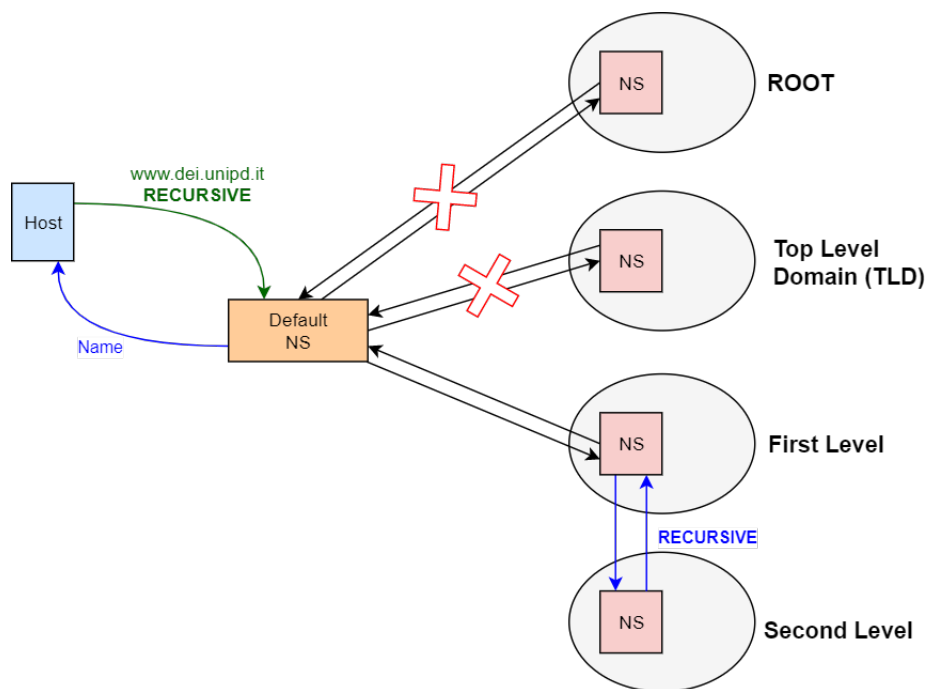 NS
ROOT
www.dei.unipd.it
RECURSIVE
Host
NS
Top Level
Domain (TLD)
Default
NS
Name
NS
First Level
RECURSIVE
NS
Second Level